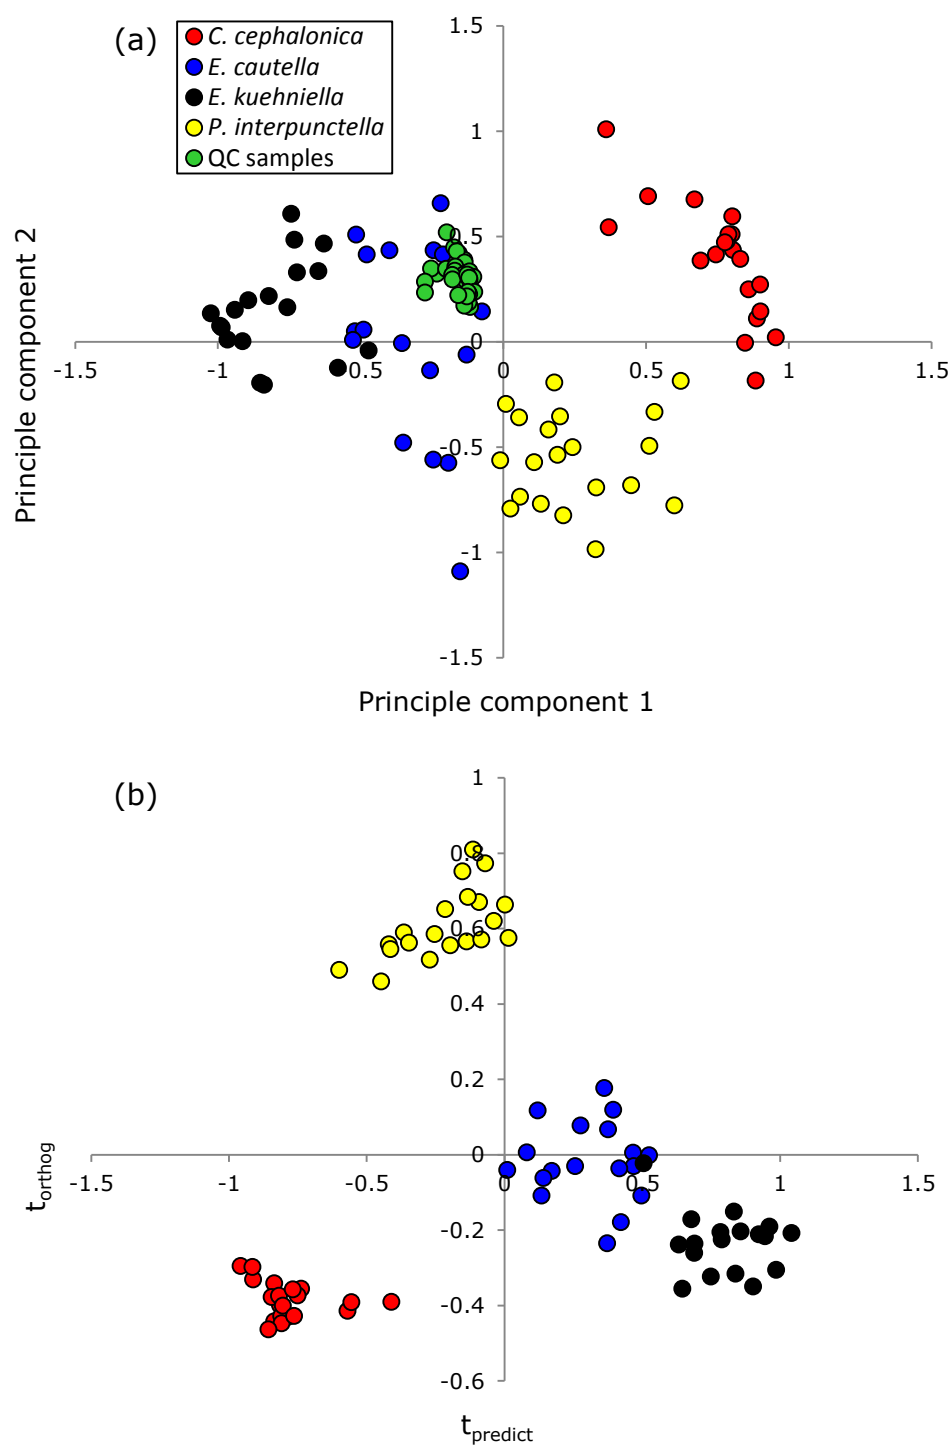 (a)
C. cephalonica
E. cautella
E. kuehniella
P. interpunctella
QC samples
1.5
1
0.5
0
-0.5
-1
-1.5
-1.5
-1
-0.5
0
0.5
1
1.5
Principle component 2
Principle component 1
(b)
1
0.8
0.6
0.4
0.2
0
-0.2
-0.4
-0.6
-1.5
-1
-0.5
0
0.5
1
1.5
torthog
tpredict